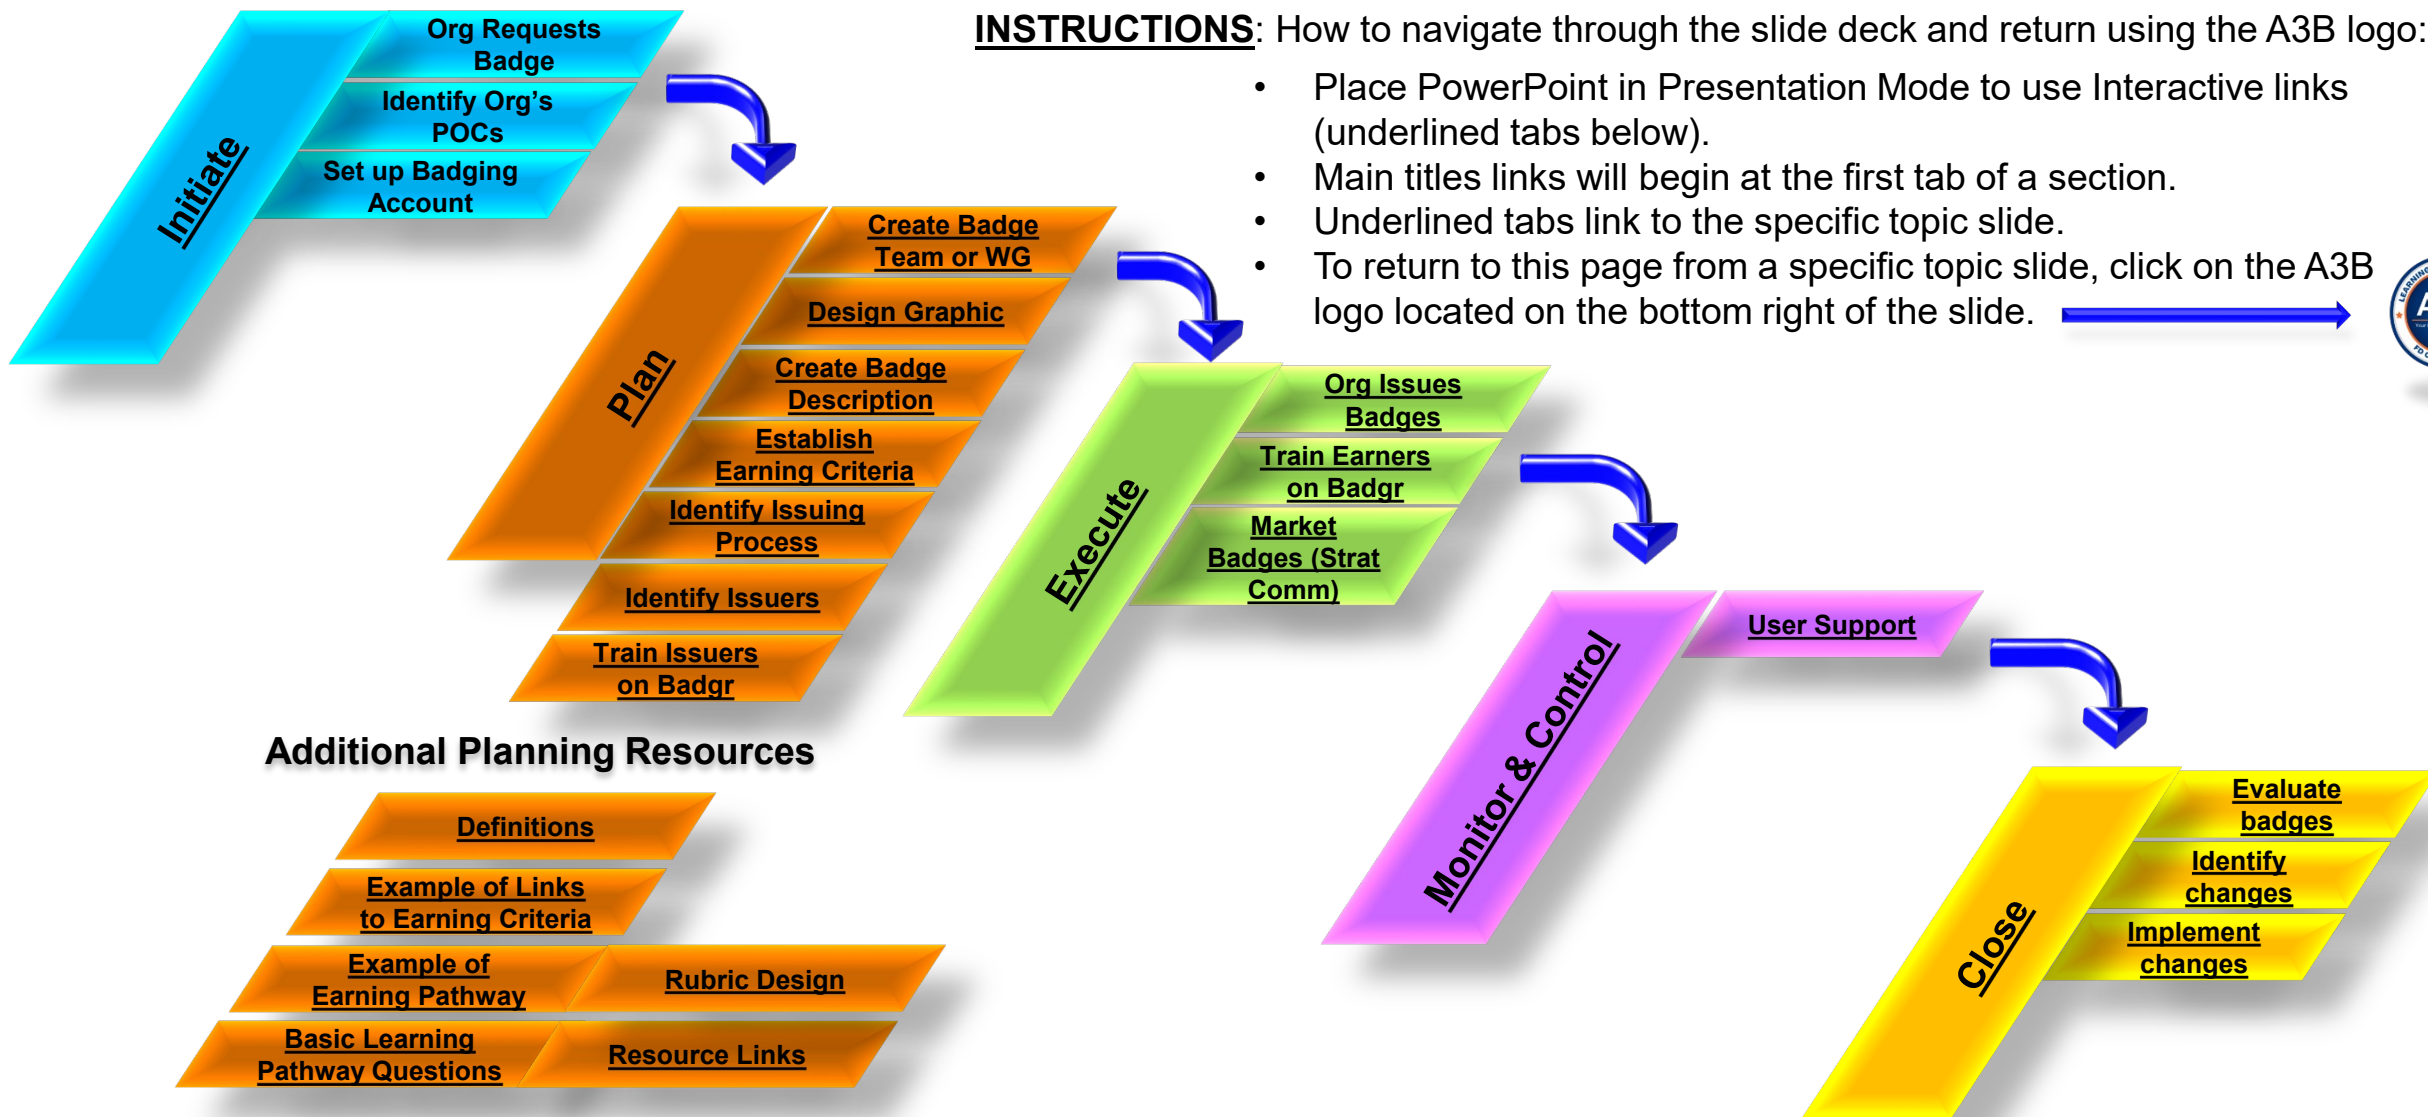 INSTRUCTIONS: How to navigate through the slide deck and return using the A3B logo:
• Place PowerPoint in Presentation Mode to use Interactive links
(underlined tabs below).
• Main titles links will begin at the first tab of a section.
• Underlined tabs link to the specific topic slide.
• To return to this page from a specific topic slide, click on the A3B
logo located on the bottom right of the slide.
Initiate
Org Requests
Badge
Identify Org's
POCs
Set up Badging
Account
Plan
Create Badge
Team or WG
Design Graphic
Create Badge
Description
Establish
Earning Criteria
Identify Issuing
Process
Identify Issuers
Train Issuers
on Badgr
Execute
Org Issues
Badges
Train Earners
on Badgr
Market
Badges (Strat
Comm)
Monitor & Control
User Support
Close
Evaluate
badges
Identify
changes
Implement
changes
Additional Planning Resources
Definitions
Example of Links
to Earning Criteria
Example of
Earning Pathway
Rubric Design
Basic Learning
Pathway Questions
Resource Links